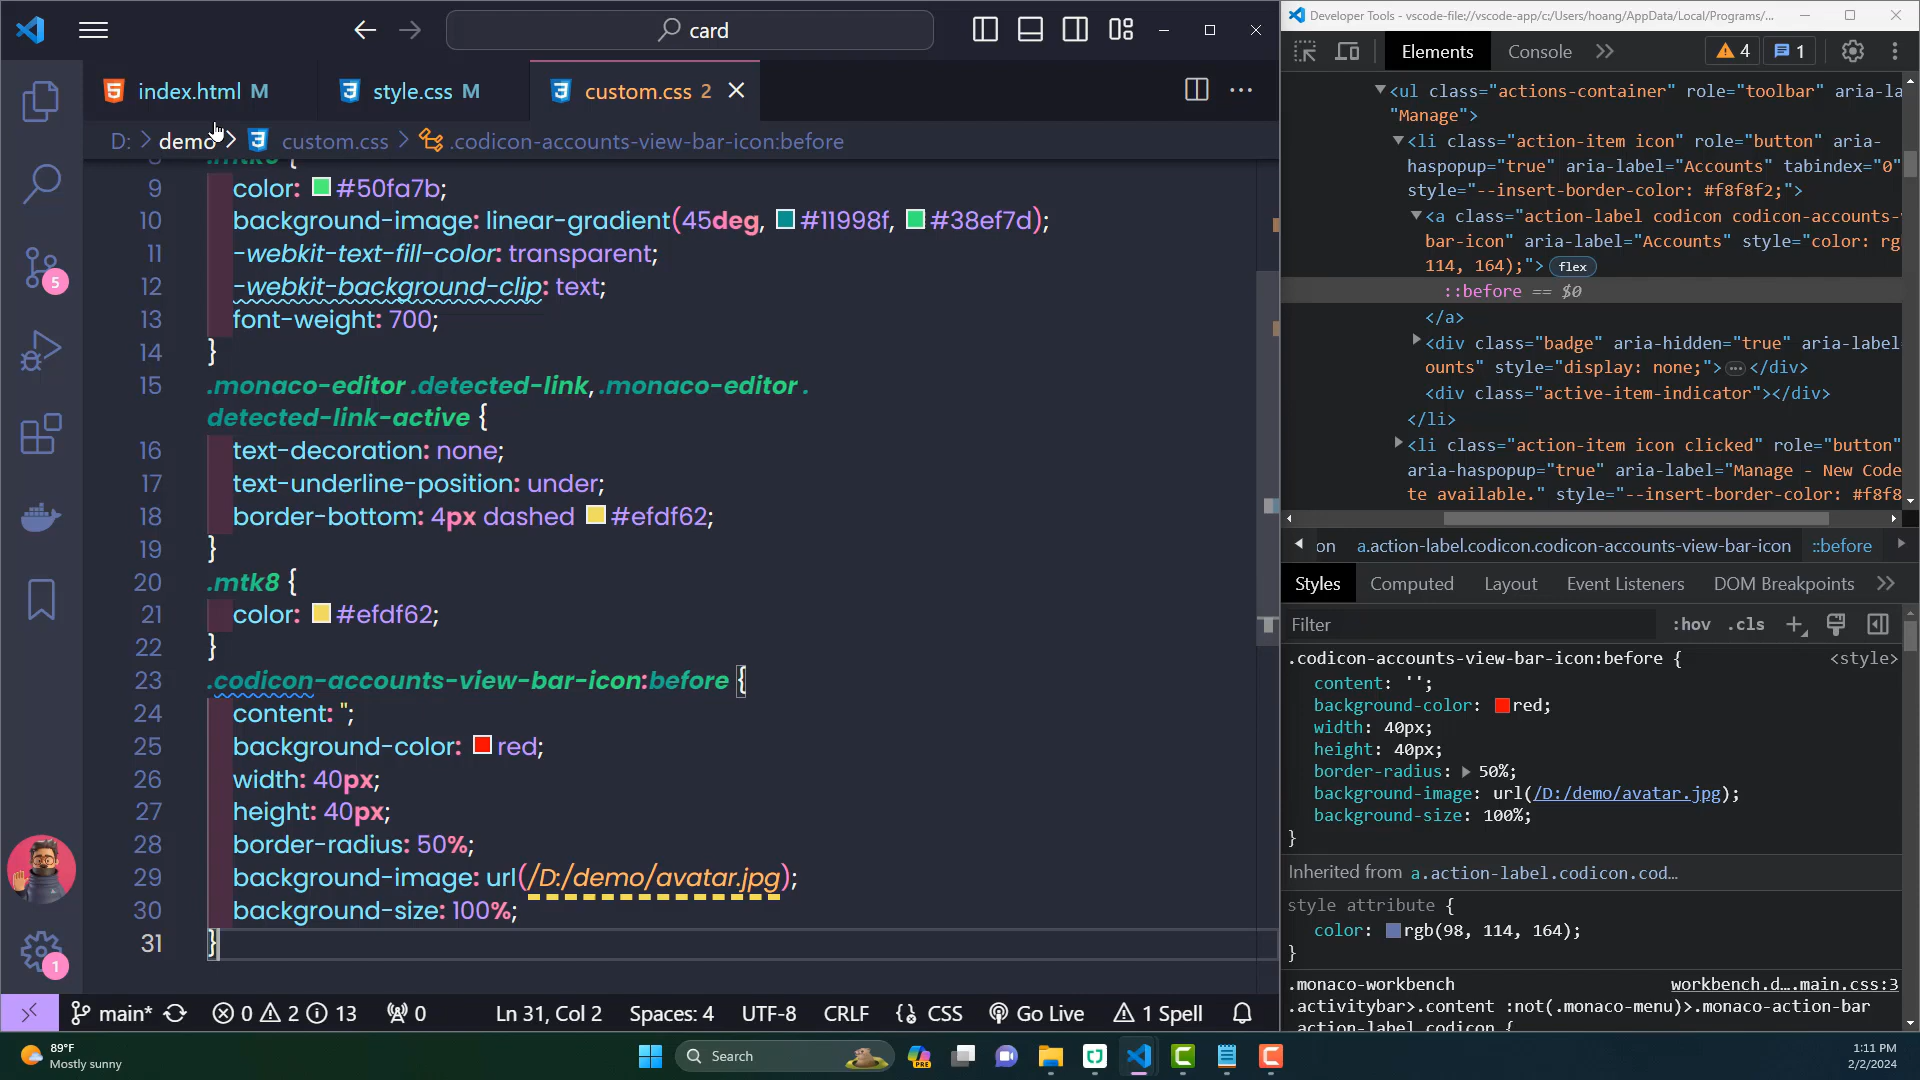 card
index.html M
style.css M
custom.css 2
D: > demo > custom.css > .codicon-accounts-view-bar-icon:before
9 color: #50fa7b;
10 background-image: linear-gradient(45deg, #11998f, #38ef7d);
11 -webkit-text-fill-color: transparent;
12 -webkit-background-clip: text;
13 font-weight: 700;
14 }
15 .monaco-editor .detected-link, .monaco-editor .
detected-link-active {
16 text-decoration: none;
17 text-underline-position: under;
18 border-bottom: 4px dashed #efdf62;
19 }
20 .mtk8 {
21 color: #efdf62;
22 }
23 .codicon-accounts-view-bar-icon:before {
24 content: '';
25 background-color: red;
26 width: 40px;
27 height: 40px;
28 border-radius: 50%;
29 background-image: url(/D:/demo/avatar.jpg);
30 background-size: 100%;
31 }
5
1
main* 0 2 13 0 Ln 31, Col 2 Spaces: 4 UTF-8 CRLF CSS Go Live 1 Spell
Developer Tools - vscode-file://vscode-app/c:/Users/hoang/AppData/Local/Programs/...
Elements Console 4 1
<ul class="actions-container" role="toolbar" aria-la
"Manage">
<li class="action-item icon" role="button" aria-
haspopup="true" aria-label="Accounts" tabindex="0"
style="--insert-border-color: #f8f8f2;">
<a class="action-label codicon codicon-accounts-
bar-icon" aria-label="Accounts" style="color: rg
114, 164);"> flex
::before == $0
</a>
<div class="badge" aria-hidden="true" aria-label
ounts" style="display: none;"> … </div>
<div class="active-item-indicator"></div>
</li>
<li class="action-item icon clicked" role="button"
aria-haspopup="true" aria-label="Manage - New Code
te available." style="--insert-border-color: #f8f8
on a.action-label.codicon.codicon-accounts-view-bar-icon ::before
Styles Computed Layout Event Listeners DOM Breakpoints
Filter :hov .cls
.codicon-accounts-view-bar-icon:before { <style>
content: '';
background-color: red;
width: 40px;
height: 40px;
border-radius: 50%;
background-image: url(/D:/demo/avatar.jpg);
background-size: 100%;
}
Inherited from a.action-label.codicon.cod…
style attribute {
color: rgb(98, 114, 164);
}
.monaco-workbench workbench.d….main.css:3
.activitybar>.content :not(.monaco-menu)>.monaco-action-bar
.action-label.codicon {
89°F
Mostly sunny
Search
PRE
1:11 PM
2/2/2024